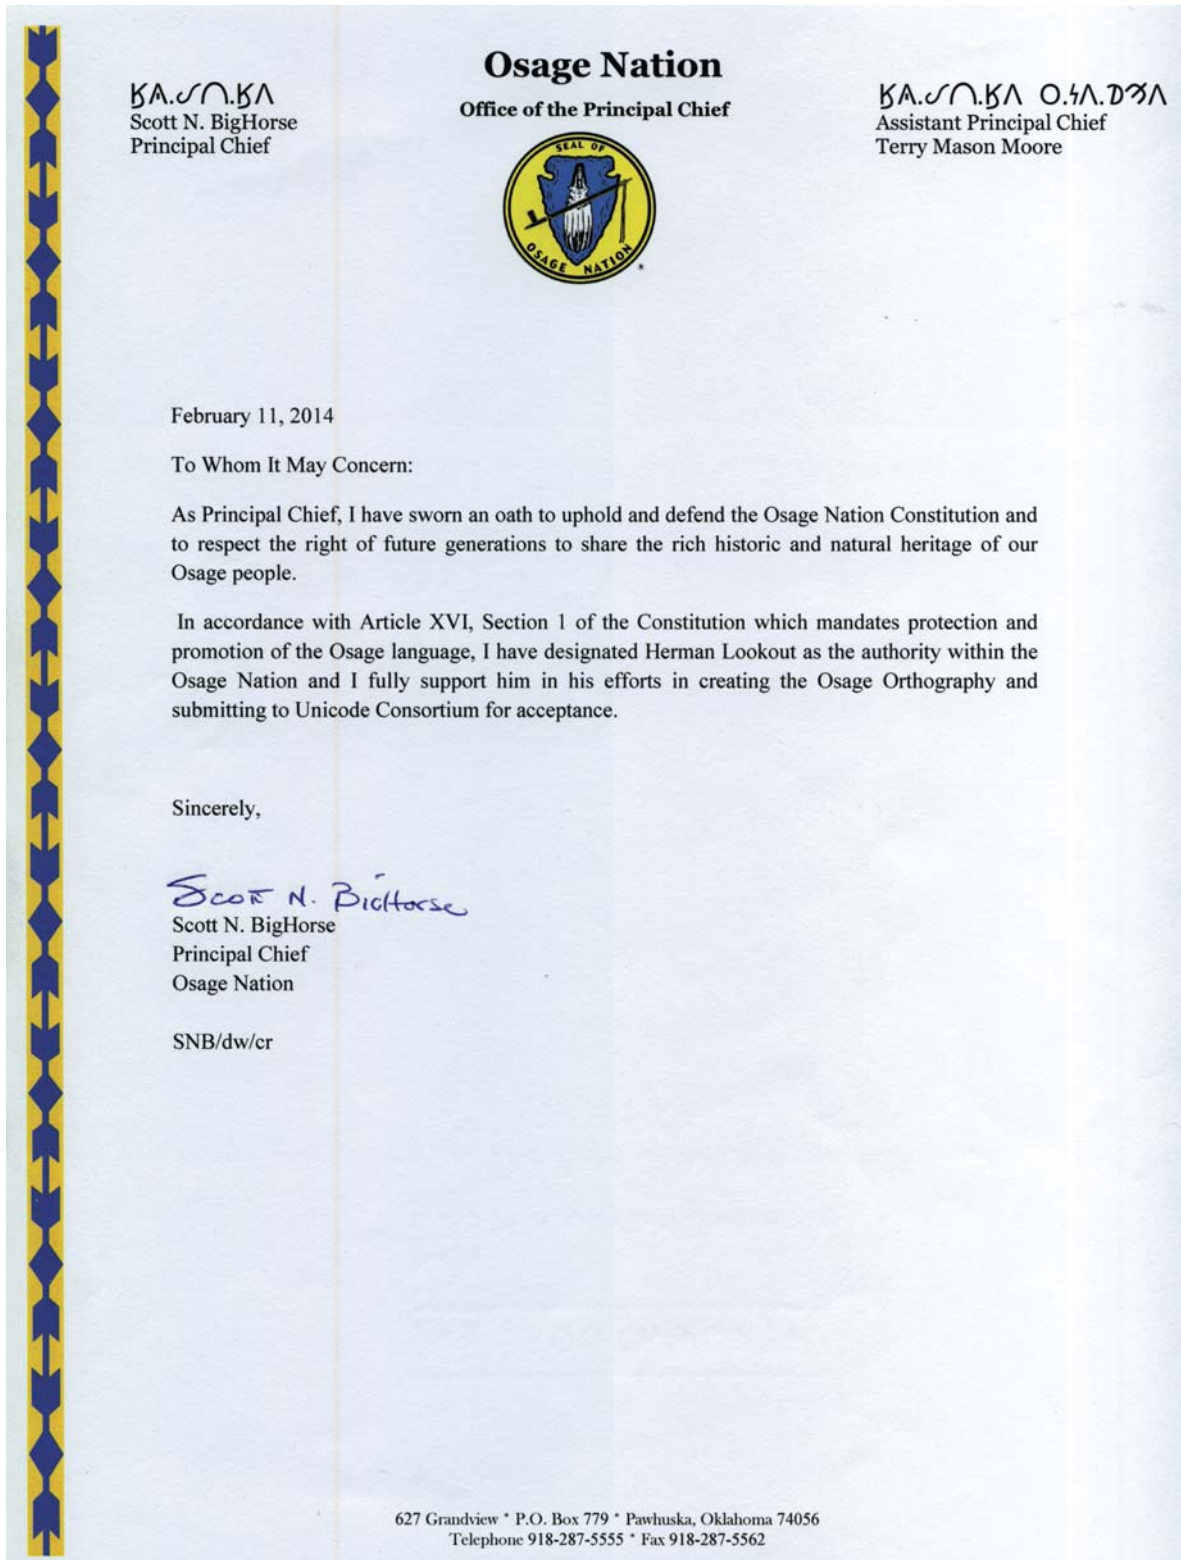 Osage Nation
Office of the Principal Chief
Scott N. BigHorse
Principal Chief
Assistant Principal Chief
Terry Mason Moore
SEAL OF
OSAGE NATION
February 11, 2014
To Whom It May Concern:
As Principal Chief, I have sworn an oath to uphold and defend the Osage Nation Constitution and
to respect the right of future generations to share the rich historic and natural heritage of our
Osage people.
In accordance with Article XVI, Section 1 of the Constitution which mandates protection and
promotion of the Osage language, I have designated Herman Lookout as the authority within the
Osage Nation and I fully support him in his efforts in creating the Osage Orthography and
submitting to Unicode Consortium for acceptance.
Sincerely,
Scott N. BigHorse
Scott N. BigHorse
Principal Chief
Osage Nation
SNB/dw/cr
627 Grandview * P.O. Box 779 * Pawhuska, Oklahoma 74056
Telephone 918-287-5555 * Fax 918-287-5562